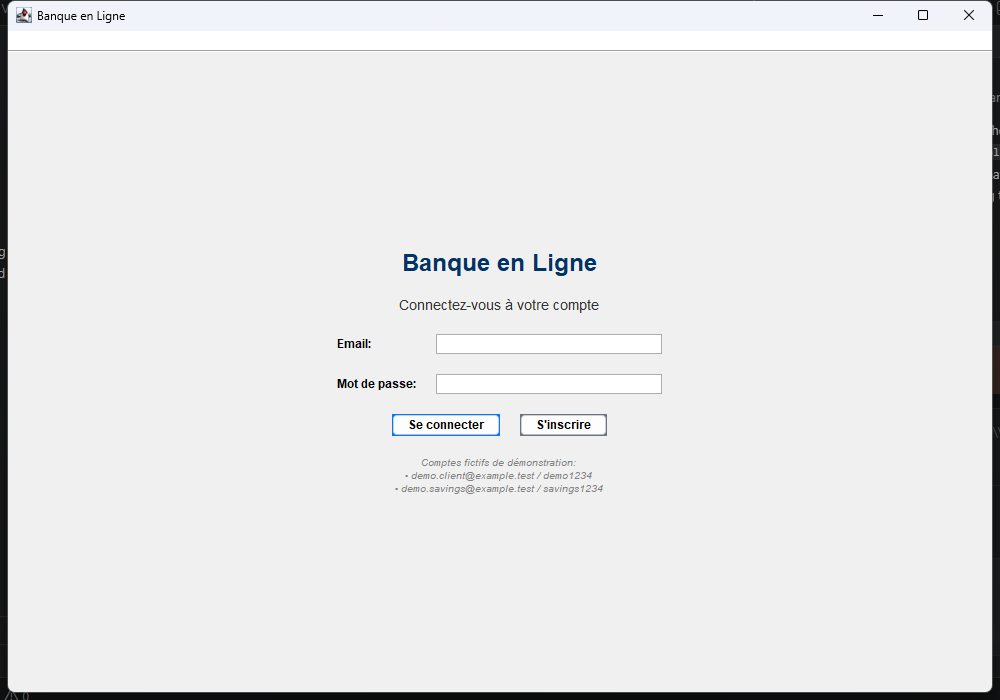 Banque en Ligne
Banque en Ligne
Connectez-vous à votre compte
Email:
Mot de passe:
Se connecter S'inscrire
Comptes fictifs de démonstration:
• demo.client@example.test / demo1234
• demo.savings@example.test / savings1234